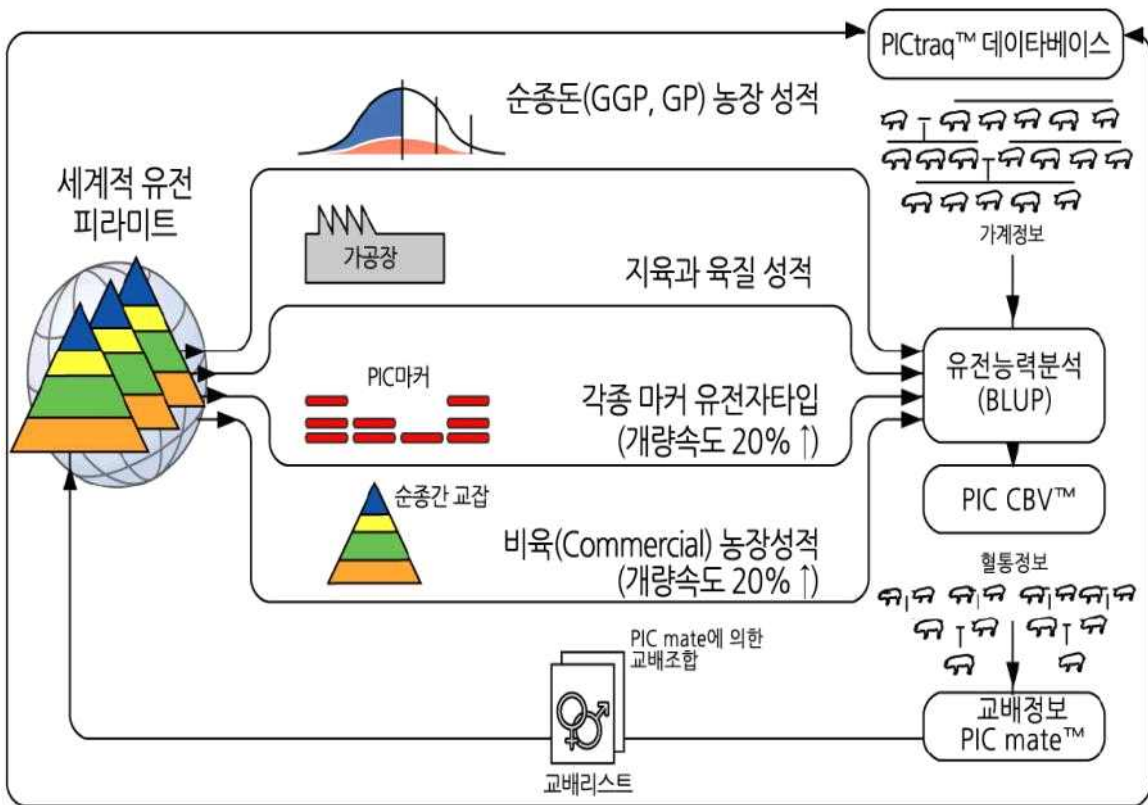 PICtraq™ 데이타베이스
순종돈(GGP, GP) 농장 성적
세계적 유전
피라미트
가계정보
가공장
지육과 육질 성적
유전능력분석
(BLUP)
PIC마커
각종 마커 유전자타입
(개량속도 20% ↑)
PIC CBV™
순종간 교잡
비육(Commercial) 농장성적
(개량속도 20% ↑)
혈통정보
PIC mate에 의한
교배조합
교배정보
PIC mate™
교배리스트